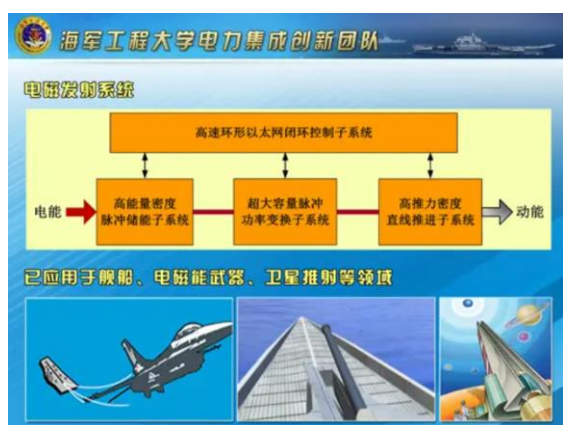 海军工程大学电力集成创新团队
电磁发射系统
高速环形以太网闭环控制子系统
电能
高能量密度
脉冲储能子系统
超大容量脉冲
功率变换子系统
高推力密度
直线推进子系统
动能
已应用于舰船、电磁能武器、卫星推射等领域